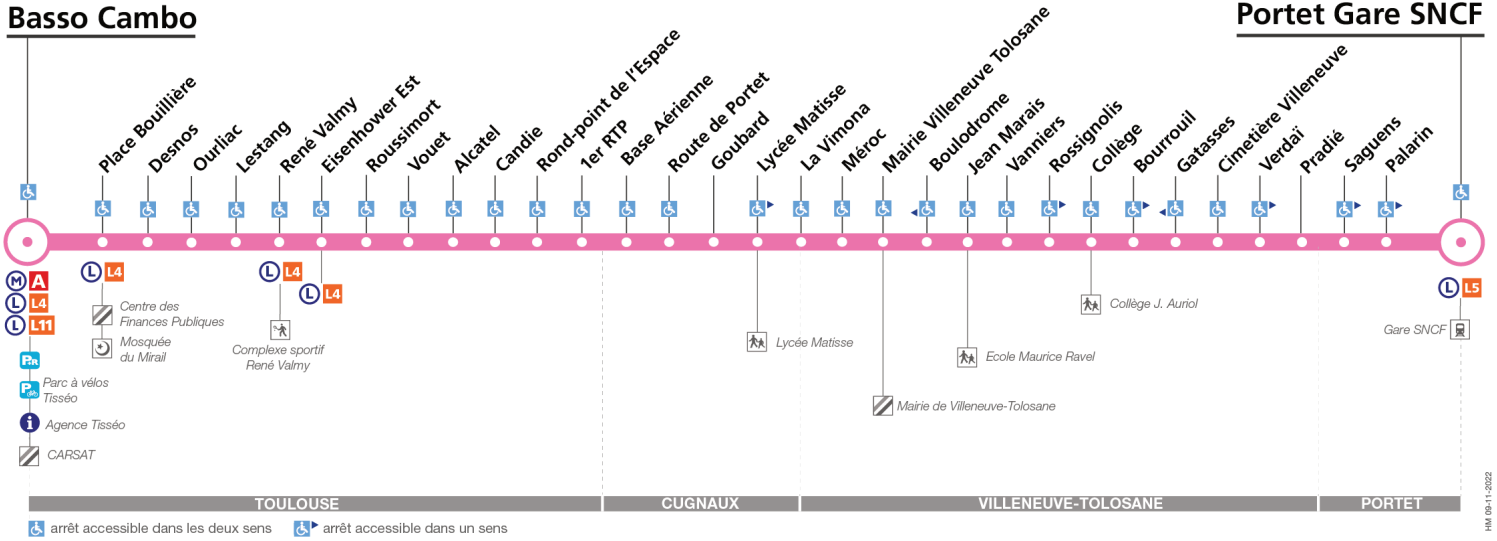 Basso Cambo
Portet Gare SNCF
Place Bouillière
Desnos
Ourliac
Lestang
René Valmy
Eisenhower Est
Roussimort
Vouet
Alcatel
Candie
Rond-point de l'Espace
1er RTP
Base Aérienne
Route de Portet
Goubard
Lycée Matisse
La Vimona
Méroc
Mairie Villeneuve Tolosane
Boulodrome
Jean Marais
Vanniers
Rossignolis
Collège
Bourrouil
Gatasses
Cimetière Villeneuve
Verdaï
Pradié
Saguens
Palarin
M A
L L4
L L11
P+R
P
Parc à vélos
Tisséo
i Agence Tisséo
CARSAT
L L4
Centre des
Finances Publiques
Mosquée
du Mirail
L L4
Complexe sportif
René Valmy
L L4
Lycée Matisse
Mairie de Villeneuve-Tolosane
Ecole Maurice Ravel
Collège J. Auriol
L L5
Gare SNCF
TOULOUSE
CUGNAUX
VILLENEUVE-TOLOSANE
PORTET
arrêt accessible dans les deux sens
arrêt accessible dans un sens
HM 09-11-2022